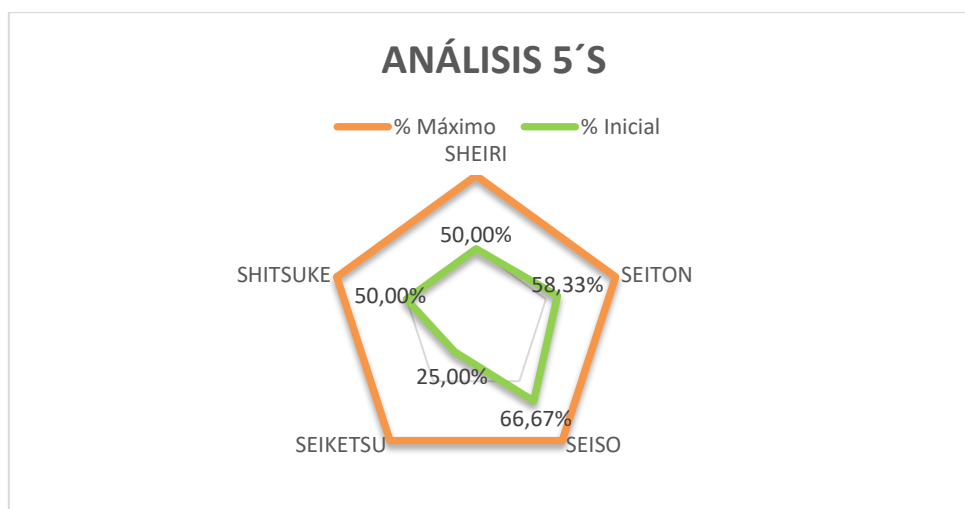 ANÁLISIS 5´S
% Máximo
% Inicial
SHEIRI
50,00%
SEITON
58,33%
SHITSUKE
50,00%
25,00%
66,67%
SEIKETSU
SEISO